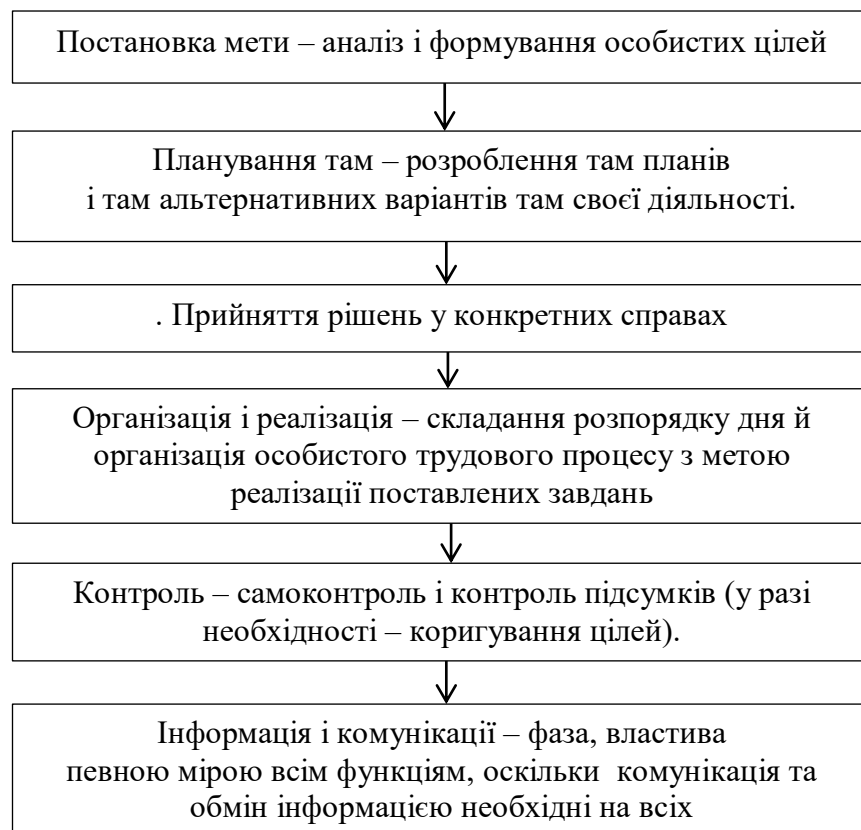 Постановка мети – аналіз і формування особистих цілей
Планування там – розроблення там планів
і там альтернативних варіантів там своєї діяльності.
. Прийняття рішень у конкретних справах
Організація і реалізація – складання розпорядку дня й
організація особистого трудового процесу з метою
реалізації поставлених завдань
Контроль – самоконтроль і контроль підсумків (у разі
необхідності – коригування цілей).
Інформація і комунікації – фаза, властива
певною мірою всім функціям, оскільки комунікація та
обмін інформацією необхідні на всіх